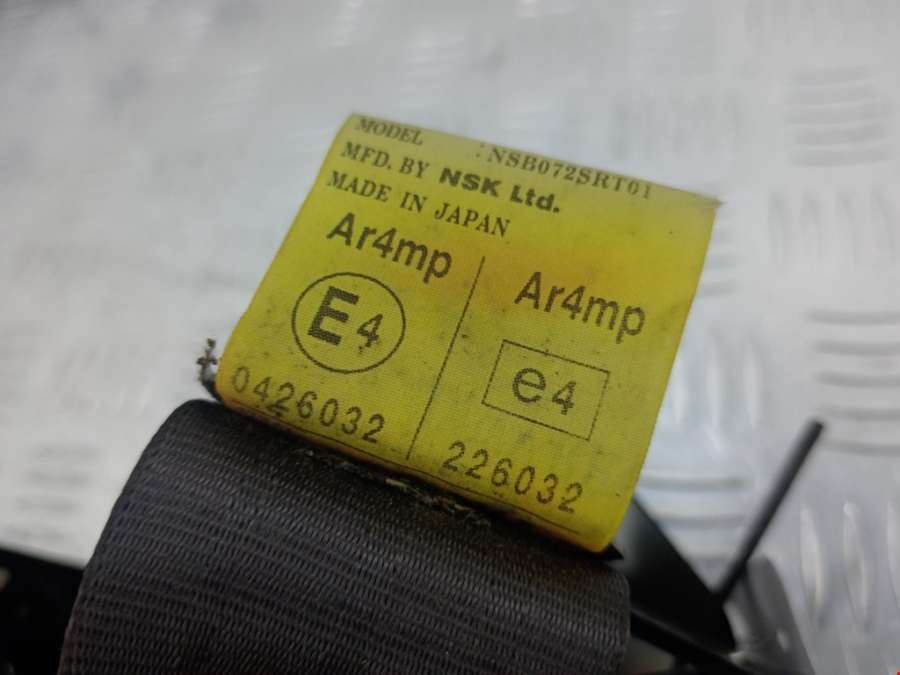 MODEL : NSB072SRT01
MFD. BY NSK Ltd.
MADE IN JAPAN
Ar4mp
E4
0426032
Ar4mp
e4
226032